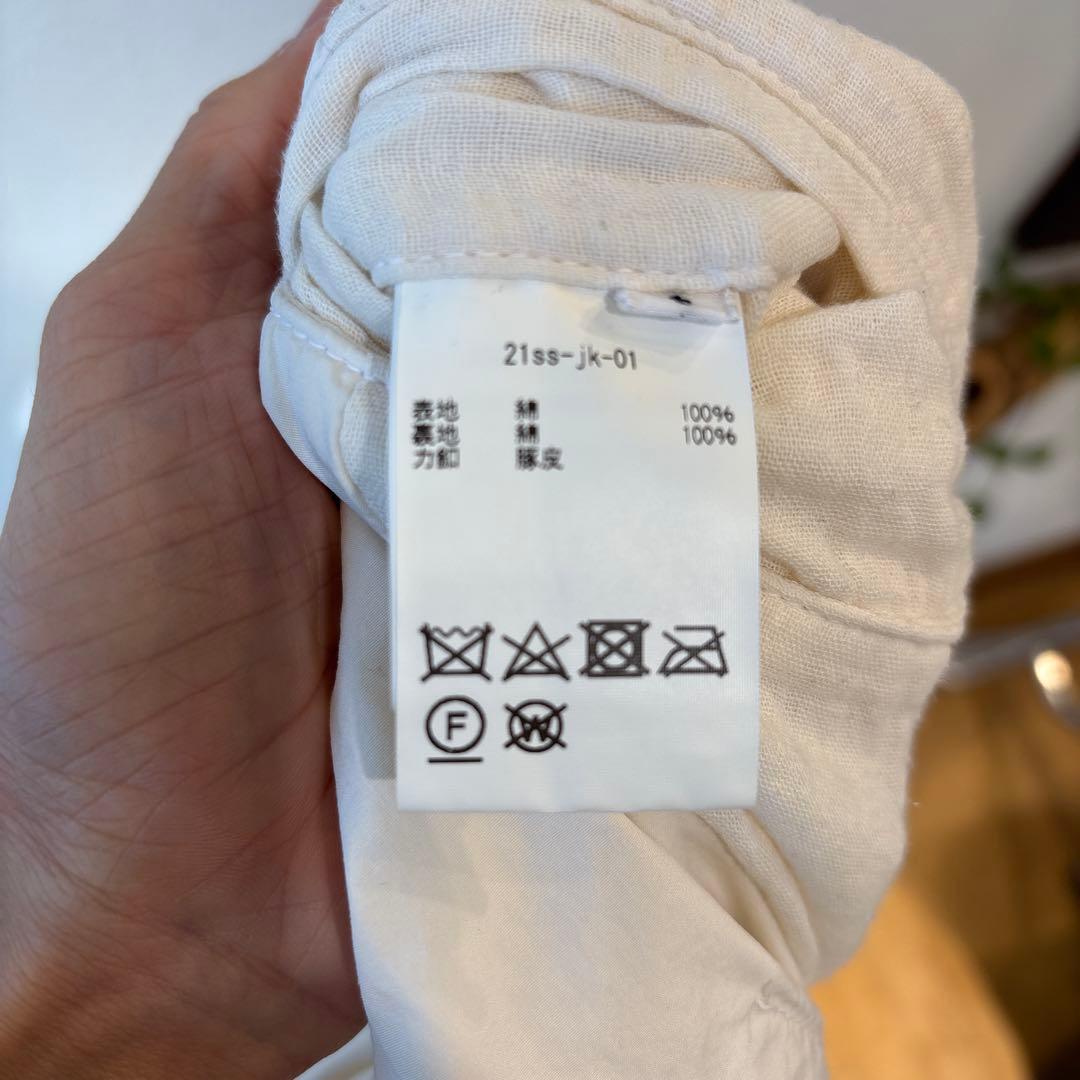 21ss-jk-01
表地 綿 100%
裏地 綿 100%
力釦 豚皮
F W